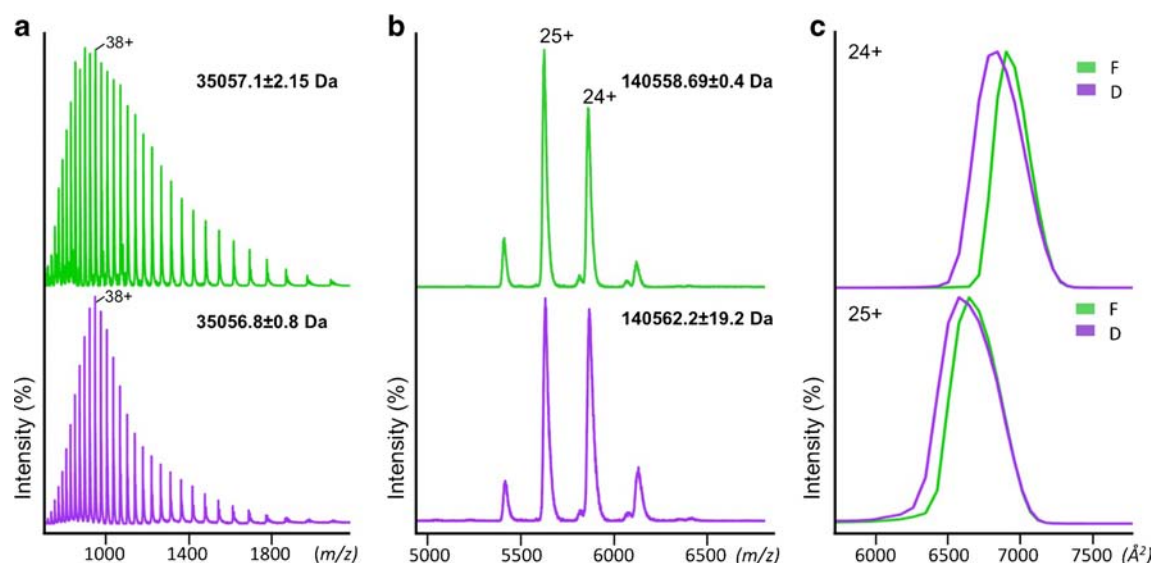 a
38+
35057.1±2.15 Da
38+
35056.8±0.8 Da
Intensity (%)
1000 1400 1800 (m/z)
b
25+
140558.69±0.4 Da
24+
140562.2±19.2 Da
Intensity (%)
5000 5500 6000 6500 (m/z)
c
24+
F
D
25+
F
D
Intensity (%)
6000 6500 7000 7500 (Å²)